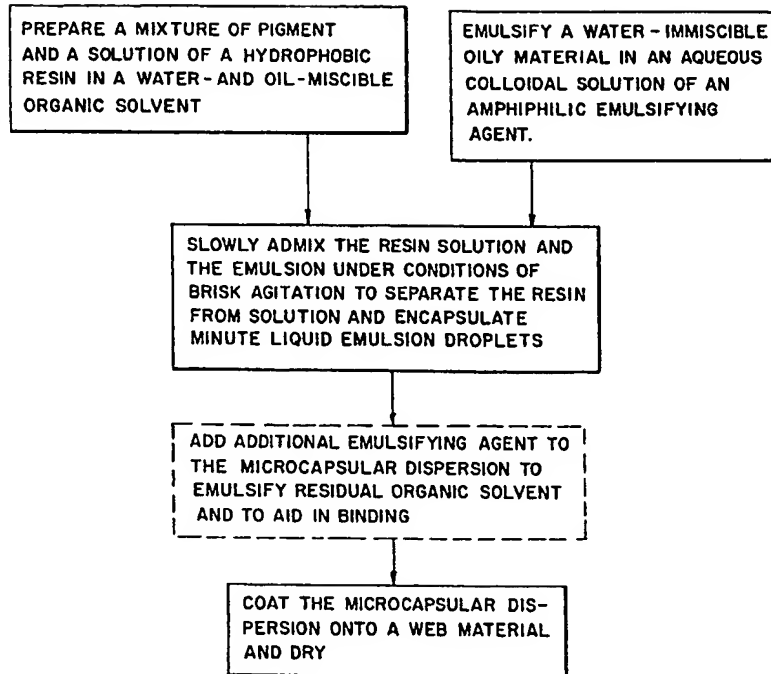 PREPARE A MIXTURE OF PIGMENT
AND A SOLUTION OF A HYDROPHOBIC
RESIN IN A WATER-AND OIL-MISCIBLE
ORGANIC SOLVENT
EMULSIFY A WATER-IMMISCIBLE
OILY MATERIAL IN AN AQUEOUS
COLLOIDAL SOLUTION OF AN
AMPHIPHILIC EMULSIFYING
AGENT.
SLOWLY ADMIX THE RESIN SOLUTION AND
THE EMULSION UNDER CONDITIONS OF
BRISK AGITATION TO SEPARATE THE RESIN
FROM SOLUTION AND ENCAPSULATE
MINUTE LIQUID EMULSION DROPLETS
ADD ADDITIONAL EMULSIFYING AGENT TO
THE MICROCAPSULAR DISPERSION TO
EMULSIFY RESIDUAL ORGANIC SOLVENT
AND TO AID IN BINDING
COAT THE MICROCAPSULAR DIS-
PERSION ONTO A WEB MATERIAL
AND DRY